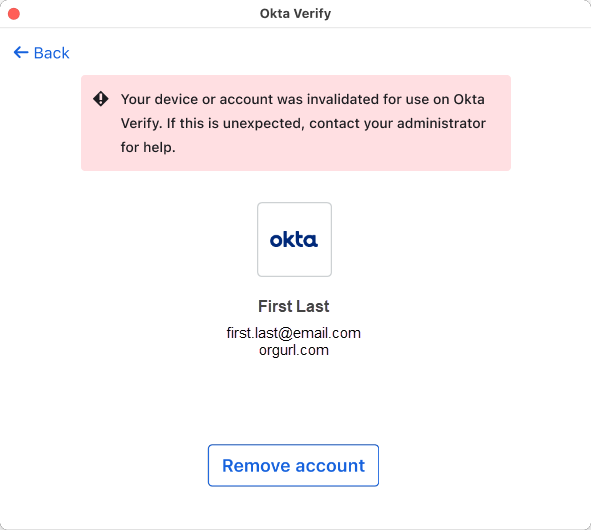 Okta Verify
Back
Your device or account was invalidated for use on Okta
Verify. If this is unexpected, contact your administrator
for help.
okta
First Last
first.last@email.com
orgurl.com
Remove account